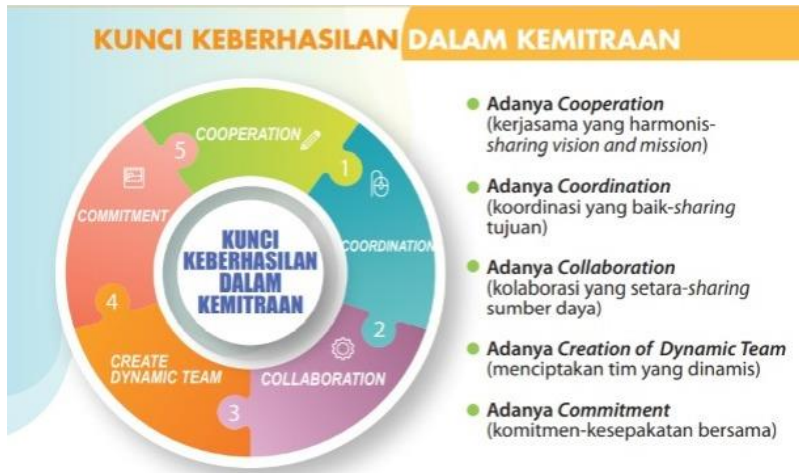 KUNCI KEBERHASILAN DALAM KEMITRAAN
COOPERATION
1
COORDINATION
2
COLLABORATION
3
CREATE
DYNAMIC TEAM
4
COMMITMENT
5
KUNCI
KEBERHASILAN
DALAM
KEMITRAAN
Adanya Cooperation
(kerjasama yang harmonis-
sharing vision and mission)
Adanya Coordination
(koordinasi yang baik-sharing
tujuan)
Adanya Collaboration
(kolaborasi yang setara-sharing
sumber daya)
Adanya Creation of Dynamic Team
(menciptakan tim yang dinamis)
Adanya Commitment
(komitmen-kesepakatan bersama)